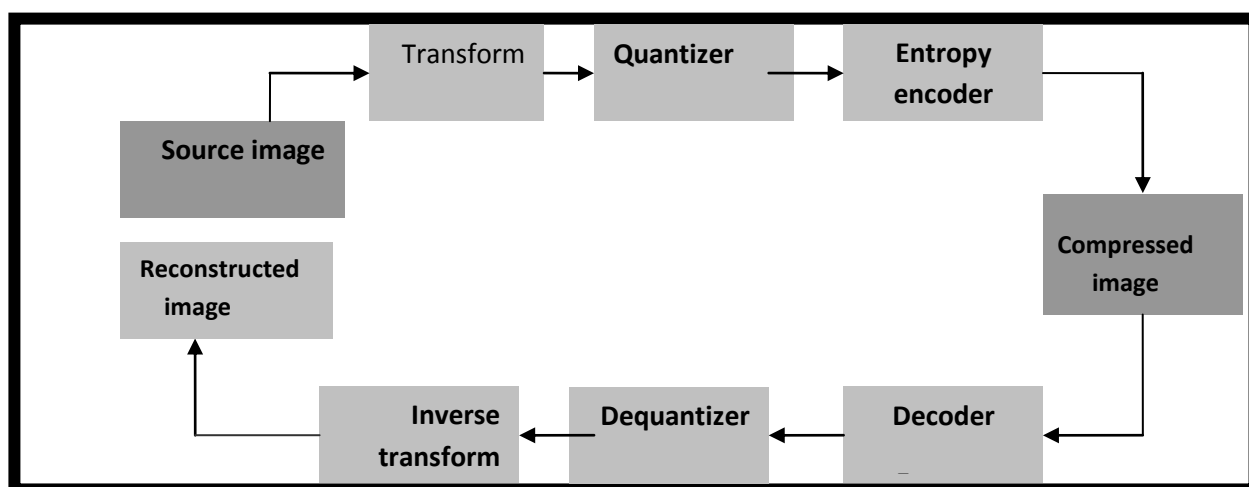 Transform
Quantizer
Entropy
encoder
Source image
Compressed
image
Reconstructed
image
Inverse
transform
Dequantizer
Decoder